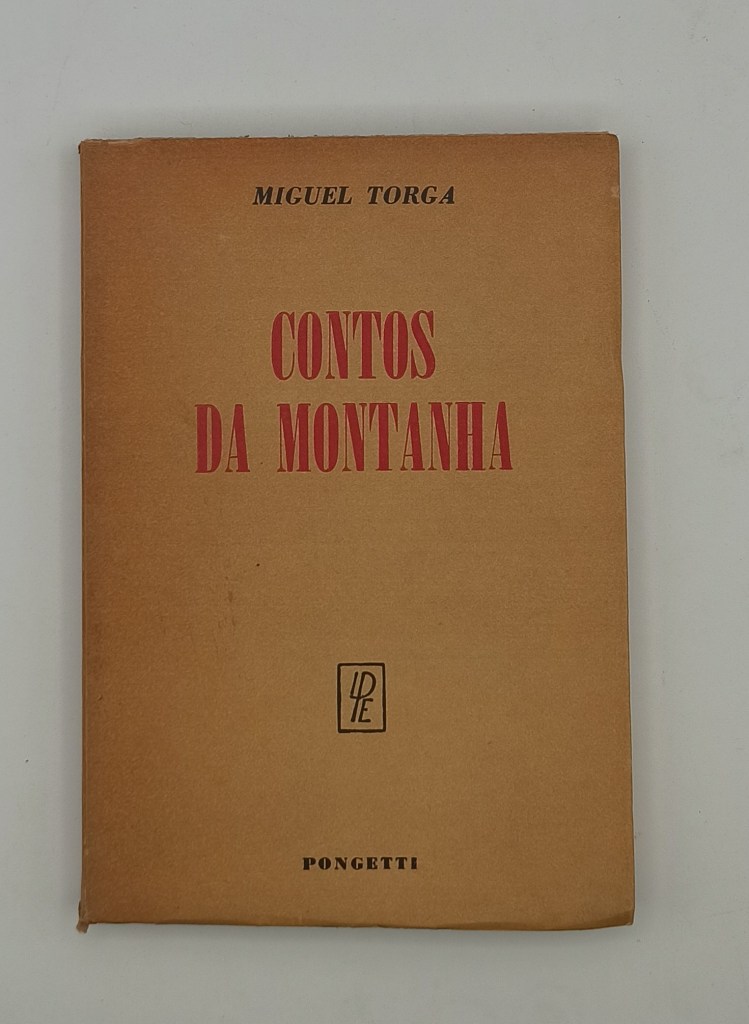 MIGUEL TORGA
CONTOS
DA MONTANHA
PONGETTI